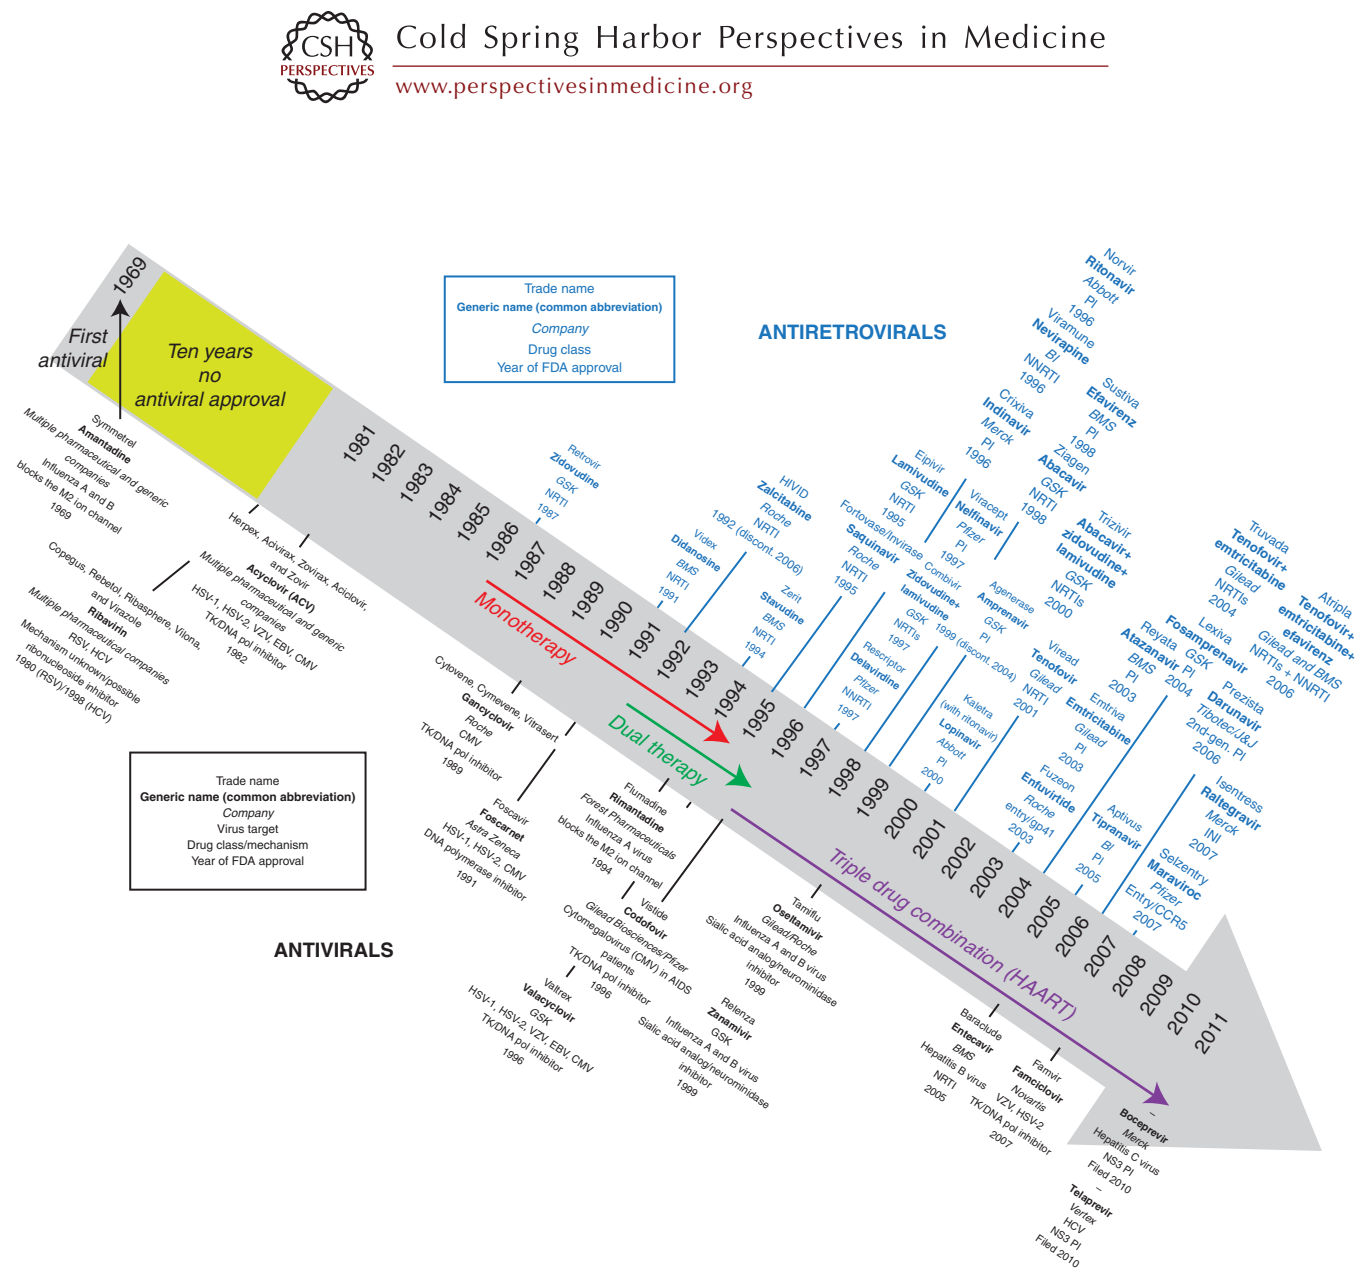 CSH
PERSPECTIVES
Cold Spring Harbor Perspectives in Medicine
www.perspectivesinmedicine.org
1969
First
antiviral
Ten years
no
antiviral approval
Trade name
Generic name (common abbreviation)
Company
Drug class
Year of FDA approval
ANTIRETROVIRALS
1981
1982
1983
1984
1985
1986
1987
1988
1989
1990
1991
1992
1993
1994
1995
1996
1997
1998
1999
2000
2001
2002
2003
2004
2005
2006
2007
2008
2009
2010
2011
Monotherapy
Dual therapy
Triple drug combination (HAART)
Retrovir
Zidovudine
GSK
NRTI
1987
Videx
Didanosine
BMS
NRTI
1991
HIVID
Zalcitabine
Roche
NRTI
1992 (discont. 2006)
Zerit
Stavudine
BMS
NRTI
1994
Epivir
Lamivudine
GSK
NRTI
1995
Fortovase/Invirase
Saquinavir
Roche
NRTI
1995
Norvir
Ritonavir
Abbott
PI
1996
Viramune
Nevirapine
BI
NNRTI
1996
Crixiva
Indinavir
Merck
PI
1996
Viracept
Nelfinavir
Pfizer
PI
1997
Combivir
Zidovudine+
lamivudine
GSK
NRTIs
1997
Rescriptor
Delavirdine
Pfizer
NNRTI
1997
Sustiva
Efavirenz
BMS
PI
1998
Ziagen
Abacavir
GSK
NRTI
1998
Agenerase
Amprenavir
GSK
PI
1999 (discont. 2004)
Kaletra
(with ritonavir)
Lopinavir
Abbott
PI
2000
Trizivir
Abacavir+
zidovudine+
lamivudine
GSK
NRTIs
2000
Viread
Tenofovir
Gilead
NRTI
2001
Emtriva
Emtricitabine
Gilead
PI
2003
Fuzeon
Enfuvirtide
Roche
entry/gp41
2003
Reyata
Atazanavir
BMS
PI
2003
Lexiva
Fosamprenavir
GSK
PI
2004
Truvada
Tenofovir+
emtricitabine
Gilead
NRTIs
2004
Aptivus
Tipranavir
BI
PI
2005
Atripla
Tenofovir+
emtricitabine+
efavirenz
Gilead and BMS
NRTIs + NNRTI
2006
Prezista
Darunavir
Tibotec/J&J
2nd-gen. PI
2006
Isentress
Raltegravir
Merck
INI
2007
Selzentry
Maraviroc
Pfizer
Entry/CCR5
2007
Symmetrel
Amantadine
Multiple pharmaceutical and generic
companies
Influenza A and B
blocks the M2 ion channel
1969
Copegus, Rebetol, Ribasphere, Vilona,
and Virazole
Ribavirin
Multiple pharmaceutical companies
RSV, HCV
Mechanism unknown/possible
ribonucleoside inhibitor
1980 (RSV)/1998 (HCV)
Herpex, Acivirax, Zovirax, Aciclovir,
and Zovir
Acyclovir (ACV)
Multiple pharmaceutical and generic
companies
HSV-1, HSV-2, VZV, EBV, CMV
TK/DNA pol inhibitor
1982
Cytovene, Cymevene, Vitrasert
Gancyclovir
Roche
CMV
TK/DNA pol inhibitor
1989
Foscavir
Foscarnet
Astra Zeneca
HSV-1, HSV-2, CMV
DNA polymerase inhibitor
1991
Flumadine
Rimantadine
Forest Pharmaceuticals
Influenza A virus
blocks the M2 ion channel
1994
Vistide
Codofovir
Gilead Biosciences/Pfizer
Cytomegalovirus (CMV) in AIDS
patients
TK/DNA pol inhibitor
1996
Valtrex
Valacyclovir
GSK
HSV-1, HSV-2, VZV, EBV, CMV
TK/DNA pol inhibitor
1996
Tamiflu
Oseltamivir
Gilead/Roche
Influenza A and B virus
Sialic acid analog/neurominidase
inhibitor
1999
Relenza
Zanamivir
GSK
Influenza A and B virus
Sialic acid analog/neurominidase
inhibitor
1999
Baraclude
Entecavir
BMS
Hepatitis B virus
NRTI
2005
Famvir
Famciclovir
Novartis
VZV, HSV-2
TK/DNA pol inhibitor
2007
–
Boceprevir
Merck
Hepatitis C virus
NS3 PI
Filed 2010
–
Telaprevir
Vertex
HCV
NS3 PI
Filed 2010
Trade name
Generic name (common abbreviation)
Company
Virus target
Drug class/mechanism
Year of FDA approval
ANTIVIRALS